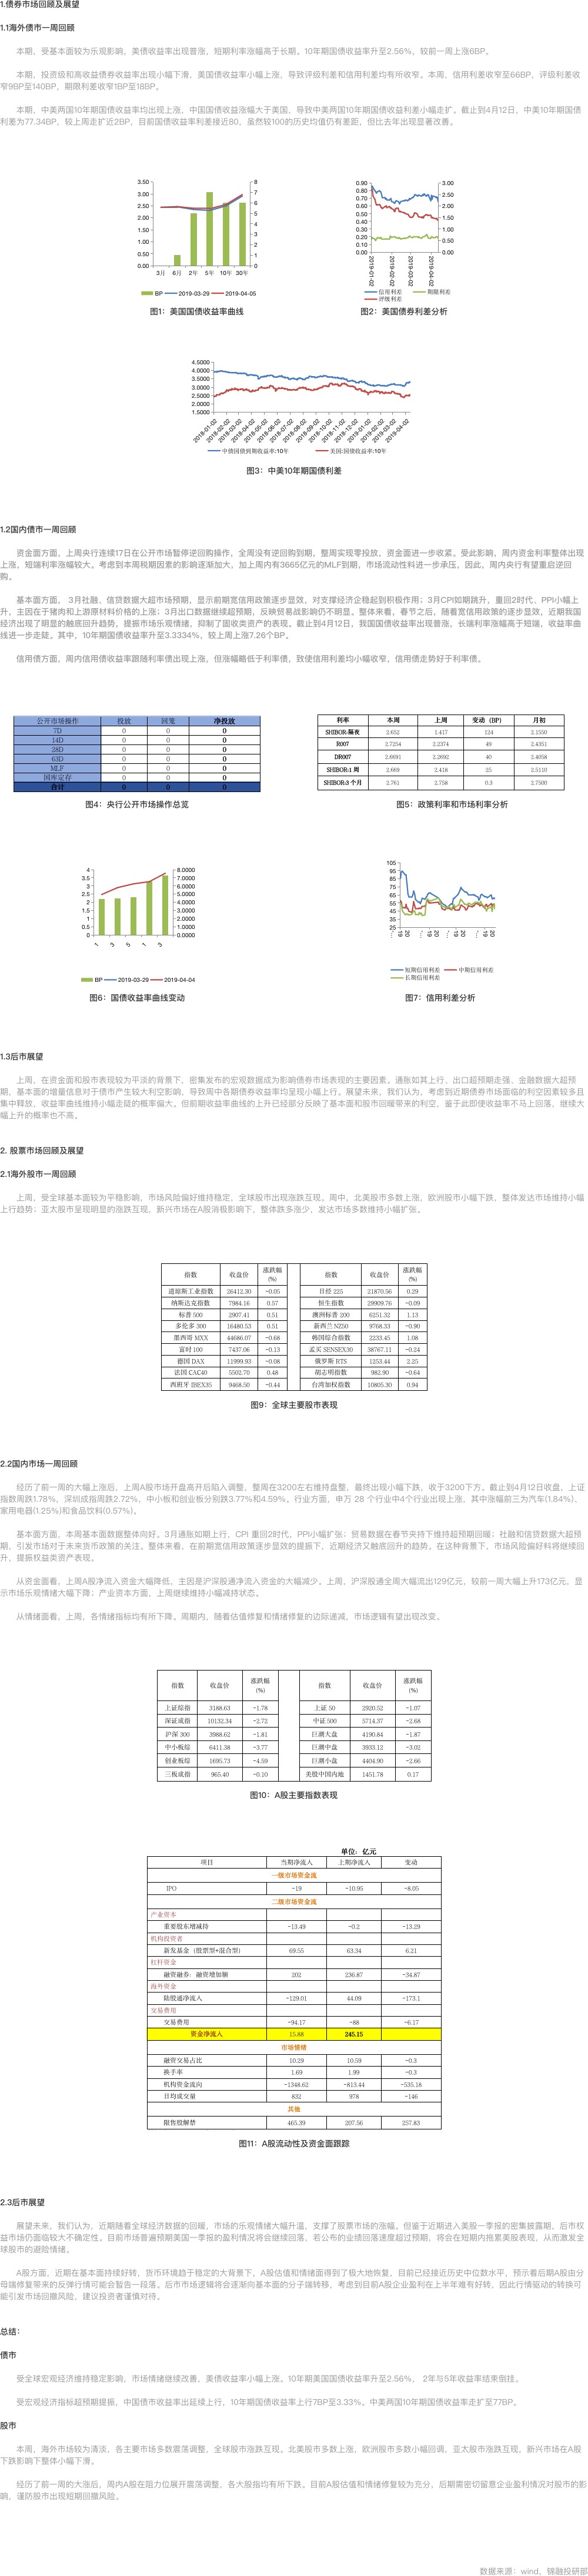 1.债券市场回顾及展望
1.1海外债市一周回顾
本期，受基本面较为乐观影响，美债收益率出现普涨，短期利率涨幅高于长期。10年期国债收益率升至2.56%，较前一周上涨6BP。
本期，投资级和高收益债券收益率出现小幅下滑，美国债收益率小幅上涨，导致评级利差和信用利差均有所收窄。本周，信用利差收窄至66BP，评级利差收
窄9BP至140BP，期限利差收窄1BP至18BP。
本期，中美两国10年期国债收益率均出现上涨，中国国债收益涨幅大于美国，导致中美两国10年期国债收益利差小幅走扩。截止到4月12日，中美10年期国债
利差为77.34BP，较上周走扩近2BP，目前国债收益率利差接近80，虽然较100的历史均值仍有差距，但比去年出现显著改善。
3.50
3.00
2.50
2.00
1.50
1.00
0.50
0.00
8
7
6
5
4
3
2
1
0
3月 6月 2年 5年 10年 30年
BP 2019-03-29 2019-04-05
图1：美国国债收益率曲线
0.90
0.80
0.70
0.60
0.50
0.40
0.30
0.20
0.10
0.00
3.00
2.50
2.00
1.50
1.00
0.50
0.00
2019-01-02
2019-02-02
2019-03-02
2019-04-02
信用利差 期限利差
评级利差
图2：美国债券利差分析
4.5000
4.0000
3.5000
3.0000
2.5000
2.0000
1.5000
2018-01-02
2018-02-02
2018-03-02
2018-04-02
2018-05-02
2018-06-02
2018-07-02
2018-08-02
2018-09-02
2018-10-02
2018-11-02
2018-12-02
2019-01-02
2019-02-02
2019-03-02
2019-04-02
中债国债到期收益率:10年 美国:国债收益率:10年
图3：中美10年期国债利差
1.2国内债市一周回顾
资金面方面，上周央行连续17日在公开市场暂停逆回购操作，全周没有逆回购到期，整周实现零投放，资金面进一步收紧。受此影响，周内资金利率整体出现
上涨，短端利率涨幅较大。考虑到本周税期因素的影响逐渐加大，加上周内有3665亿元的MLF到期，市场流动性料进一步承压，因此，周内央行有望重启逆回
购。
基本面方面， 3月社融、信贷数据大超市场预期，显示前期宽信用政策逐步显效，对支撑经济企稳起到积极作用；3月CPI如期跳升，重回2时代、PPI小幅上
升，主因在于猪肉和上游原材料价格的上涨；3月出口数据继续超预期，反映贸易战影响仍不明显。整体来看，春节之后，随着宽信用政策的逐步显效，近期我国
经济出现了明显的触底回升趋势，提振市场乐观情绪，抑制了固收类资产的表现。截止到4月12日，我国国债收益率出现普涨，长端利率涨幅高于短端，收益率曲
线进一步走陡。其中，10年期国债收益率升至3.3334%，较上周上涨7.26个BP。
信用债方面，周内信用债收益率跟随利率债出现上涨，但涨幅略低于利率债，致使信用利差均小幅收窄，信用债走势好于利率债。
公开市场操作 投放 回笼 净投放
7D 0 0 0
14D 0 0 0
28D 0 0 0
63D 0 0 0
MLF 0 0 0
国库定存 0 0 0
合计 0 0 0
图4：央行公开市场操作总览
利率 本周 上周 变动（BP） 月初
SHIBOR-隔夜 2.652 1.417 124 2.1550
R007 2.7254 2.2374 49 2.4351
DR007 2.6691 2.2692 40 2.4058
SHIBOR:1 周 2.669 2.418 25 2.5110
SHIBOR:3 个月 2.761 2.758 0.3 2.7500
图5：政策利率和市场利率分析
4
3.5
3
2.5
2
1.5
1
0.5
0
8.0000
7.0000
6.0000
5.0000
4.0000
3.0000
2.0000
1.0000
0.0000
1 3 5 1 3
BP 2019-03-29 2019-04-04
图6：国债收益率曲线变动
105
95
85
75
65
55
45
35
25
短期信用利差 中期信用利差
长期信用利差
图7：信用利差分析
1.3后市展望
上周，在资金面和股市表现较为平淡的背景下，密集发布的宏观数据成为影响债券市场表现的主要因素。通胀如其上行、出口超预期走强、金融数据大超预
期，基本面的增量信息对于债市产生较大利空影响，导致周中各期债券收益率均呈现小幅上行。展望未来，我们认为，考虑到近期债券市场面临的利空因素较多且
集中释放，收益率曲线维持小幅走陡的概率偏大。但前期收益率曲线的上升已经部分反映了基本面和股市回暖带来的利空，鉴于此即使收益率不马上回落，继续大
幅上升的概率也不高。
2. 股票市场回顾及展望
2.1海外股市一周回顾
上周，受全球基本面较为平稳影响，市场风险偏好维持稳定，全球股市出现涨跌互现。周中，北美股市多数上涨，欧洲股市小幅下跌，整体发达市场维持小幅
上行趋势；亚太股市呈现明显的涨跌互现，新兴市场在A股消极影响下，整体跌多涨少，发达市场多数维持小幅扩张。
指数 收盘价 涨跌幅(%) 指数 收盘价 涨跌幅(%)
道琼斯工业指数 26412.30 -0.05 日经 225 21870.56 0.29
纳斯达克指数 7984.16 0.57 恒生指数 29909.76 -0.09
标普 500 2907.41 0.51 澳洲标普 200 6251.32 1.13
多伦多 300 16480.53 0.51 新西兰 NZ50 9768.33 -0.90
墨西哥 MXX 44686.07 -0.68 韩国综合指数 2233.45 1.08
富时 100 7437.06 -0.13 孟买 SENSEX30 38767.11 -0.24
德国 DAX 11999.93 -0.08 俄罗斯 RTS 1253.44 2.25
法国 CAC40 5502.70 0.48 胡志明指数 982.90 -0.64
西班牙 IBEX35 9468.50 -0.44 台湾加权指数 10805.30 0.94
图9：全球主要股市表现
2.2国内市场一周回顾
经历了前一周的大幅上涨后，上周A股市场开盘高开后陷入调整，整周在3200左右维持盘整，最终出现小幅下跌，收于3200下方。截止到4月12日收盘，上证
指数周跌1.78%，深圳成指周跌2.72%，中小板和创业板分别跌3.77%和4.59%。行业方面，申万 28 个行业中4个行业出现上涨，其中涨幅前三为汽车(1.84%)、
家用电器(1.25%)和食品饮料(0.57%)。
基本面方面，本周基本面数据整体向好。3月通胀如期上行，CPI 重回2时代，PPI小幅扩张；贸易数据在春节夹持下维持超预期回暖；社融和信贷数据大超预
期，引发市场对于未来货币政策的关注。整体来看，在前期宽信用政策逐步显效的提振下，近期经济又触底回升的趋势。在这种背景下，市场风险偏好料将继续回
升，提振权益类资产表现。
从资金面看，上周A股净流入资金大幅降低，主因是沪深股通净流入资金的大幅减少。上周，沪深股通全周大幅流出129亿元，较前一周大幅上升173亿元，显
示市场乐观情绪大幅下降；产业资本方面，上周继续维持小幅减持状态。
从情绪面看，上周，各情绪指标均有所下降。周期内，随着估值修复和情绪修复的边际递减，市场逻辑有望出现改变。
指数 收盘价 涨跌幅(%) 指数 收盘价 涨跌幅(%)
上证综指 3188.63 -1.78 上证 50 2920.52 -1.07
深证成指 10132.34 -2.72 中证 500 5714.37 -2.68
沪深 300 3988.62 -1.81 巨潮大盘 4190.84 -1.87
中小板综 6411.38 -3.77 巨潮中盘 3933.12 -3.02
创业板综 1695.73 -4.59 巨潮小盘 4404.90 -2.66
三板成指 965.40 -0.10 美股中国内地 1451.78 0.17
图10：A股主要指数表现
单位：亿元
项目 当期净流入 上期净流入 变动
一级市场资金流
IPO -19 -10.95 -8.05
二级市场资金流
产业资本
重要股东增减持 -13.49 -0.2 -13.29
机构投资者
新发基金（股票型+混合型） 69.55 63.34 6.21
杠杆资金
融资融券：融资增加额 202 236.87 -34.87
海外资金
陆股通净流入 -129.01 44.09 -173.1
交易费用
交易费用 -94.17 -88 -6.17
资金净流入 15.88 245.15
市场情绪
融资交易占比 10.29 10.59 -0.3
换手率 1.69 1.99 -0.3
机构资金流向 -1348.62 -813.44 -535.18
日均成交量 832 978 -146
其他
限售股解禁 465.39 207.56 257.83
图11：A股流动性及资金面跟踪
2.3后市展望
展望未来，我们认为，近期随着全球经济数据的回暖，市场的乐观情绪大幅升温，支撑了股票市场的涨幅。但鉴于近期进入美股一季报的密集披露期，后市权
益市场仍面临较大不确定性。目前市场普遍预期美国一季报的盈利情况将会继续回落，若公布的业绩回落速度超过预期，将会在短期内拖累美股表现，从而激发全
球股市的避险情绪。
A股方面，近期在基本面持续好转，货币环境趋于稳定的大背景下，A股估值和情绪面得到了极大地恢复，目前已经接近历史中位数水平，预示着后期A股由分
母端修复带来的反弹行情可能会暂告一段落。后市市场逻辑将会逐渐向基本面的分子端转移，考虑到目前A股企业盈利在上半年难有好转，因此行情驱动的转换可
能引发市场回撤风险，建议投资者谨慎对待。
总结：
债市
受全球宏观经济维持稳定影响，市场情绪继续改善，美债收益率小幅上涨。10年期美国国债收益率升至2.56%， 2年与5年收益率结束倒挂。
受宏观经济指标超预期提振，中国债市收益率出延续上行，10年期国债收益率上行7BP至3.33%。中美两国10年期国债收益率走扩至77BP。
股市
本周，海外市场较为清淡，各主要市场多数震荡调整，全球股市涨跌互现。北美股市多数上涨，欧洲股市多数小幅回调，亚太股市涨跌互现，新兴市场在A股
下跌影响下整体小幅下滑。
经历了前一周的大涨后，周内A股在阻力位展开震荡调整，各大股指均有所下跌。目前A股估值和情绪修复较为充分，后期需密切留意企业盈利情况对股市的影
响，谨防股市出现短期回撤风险。
数据来源：wind，锦融投研部